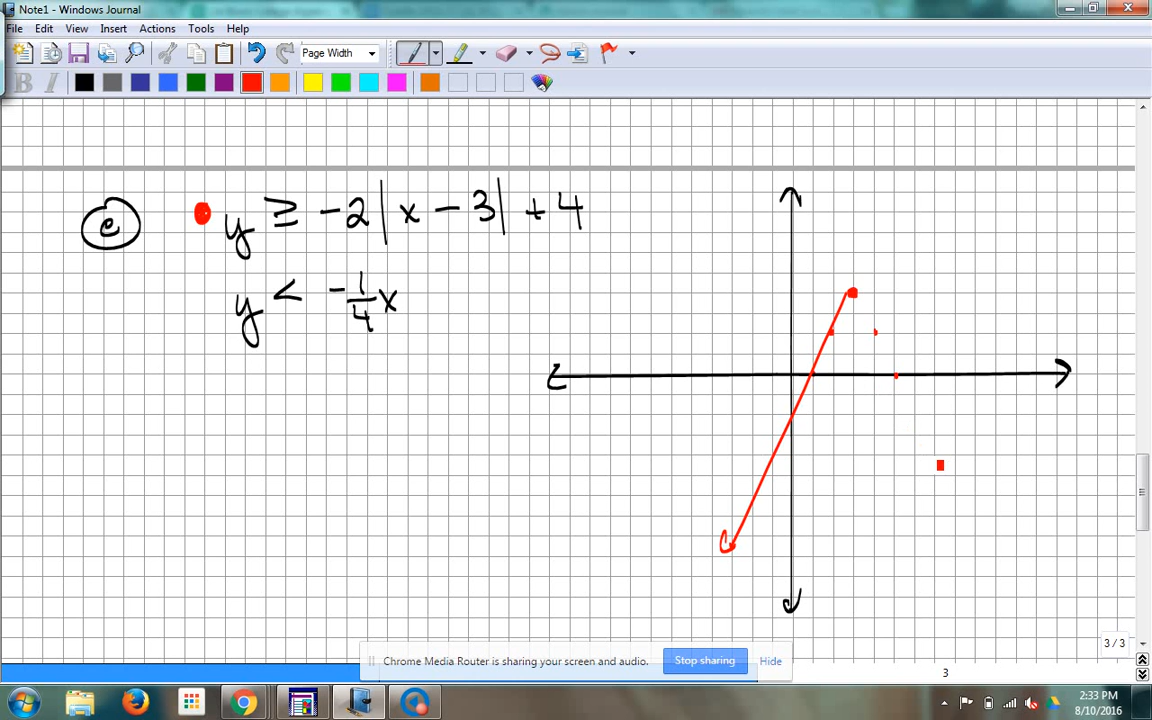 Note1 - Windows Journal
File Edit View Insert Actions Tools Help
Page Width
B I
e y ≥ -2|x - 3| + 4
y < -1/4x
3 / 3
Chrome Media Router is sharing your screen and audio. Stop sharing Hide
3
2:33 PM
8/10/2016